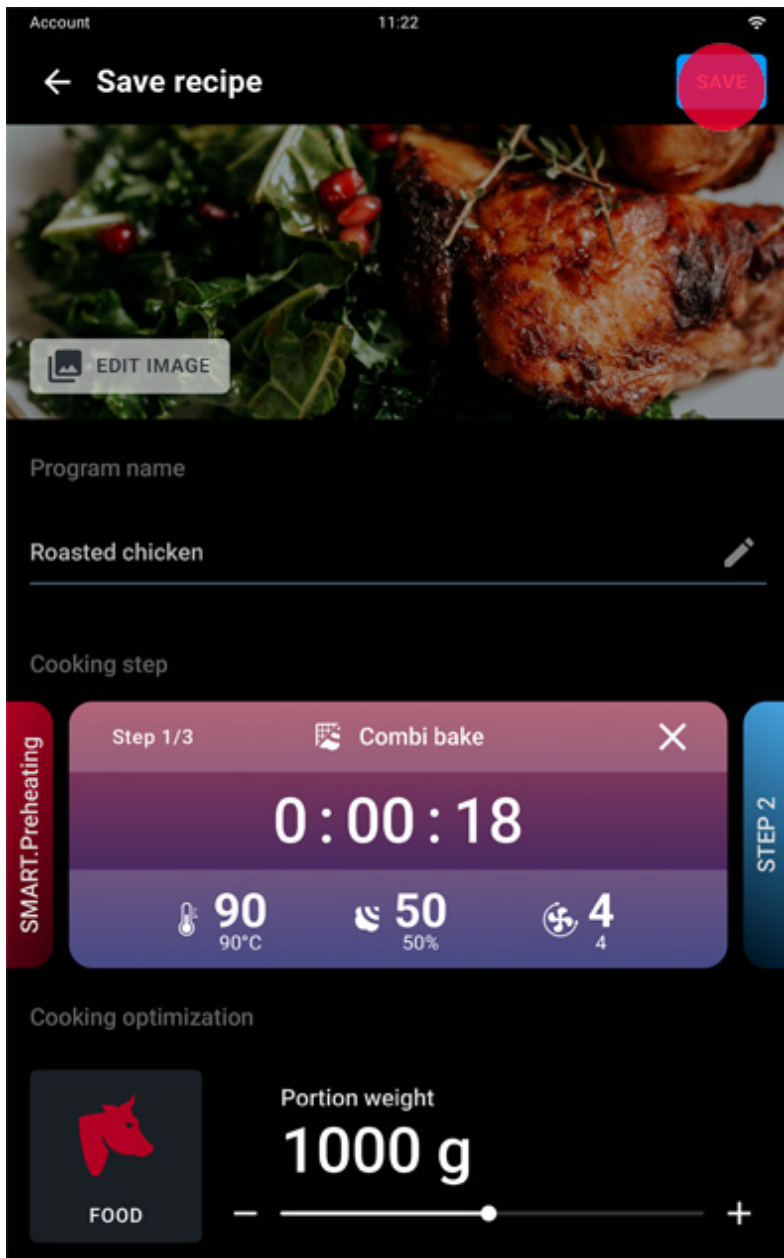 Account 11:22
Save recipe SAVE
EDIT IMAGE
Program name
Roasted chicken
Cooking step
SMART.Preheating
Step 1/3 Combi bake
0:00:18
90 50 4
90°C 50% 4
STEP 2
Cooking optimization
FOOD
Portion weight
1000 g